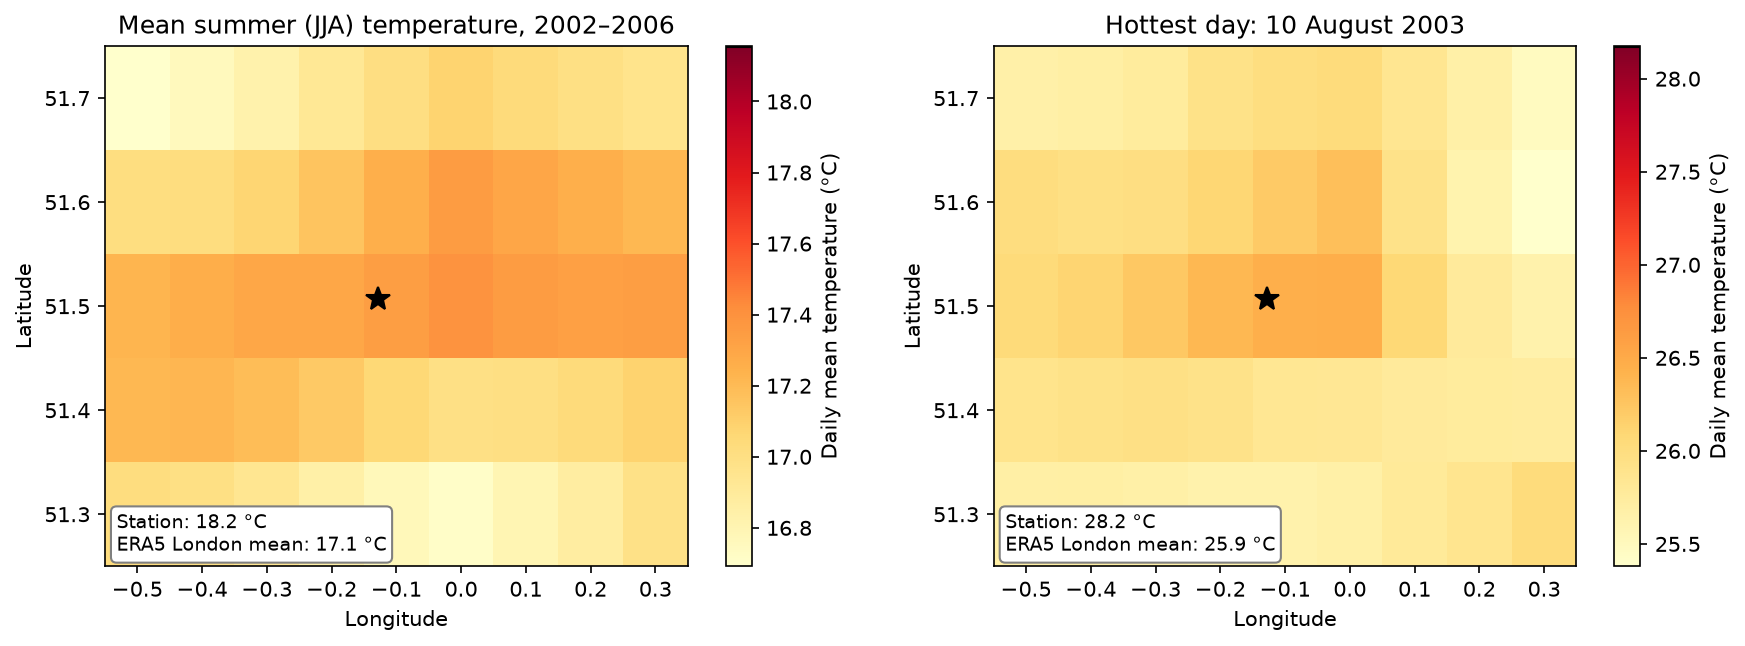 Mean summer (JJA) temperature, 2002–2006
51.7
51.6
51.5
51.4
51.3
Latitude
Station: 18.2 °C
ERA5 London mean: 17.1 °C
−0.5 −0.4 −0.3 −0.2 −0.1 0.0 0.1 0.2 0.3
Longitude
18.0
17.8
17.6
17.4
17.2
17.0
16.8
Daily mean temperature (°C)
Hottest day: 10 August 2003
51.7
51.6
51.5
51.4
51.3
Latitude
Station: 28.2 °C
ERA5 London mean: 25.9 °C
−0.5 −0.4 −0.3 −0.2 −0.1 0.0 0.1 0.2 0.3
Longitude
28.0
27.5
27.0
26.5
26.0
25.5
Daily mean temperature (°C)